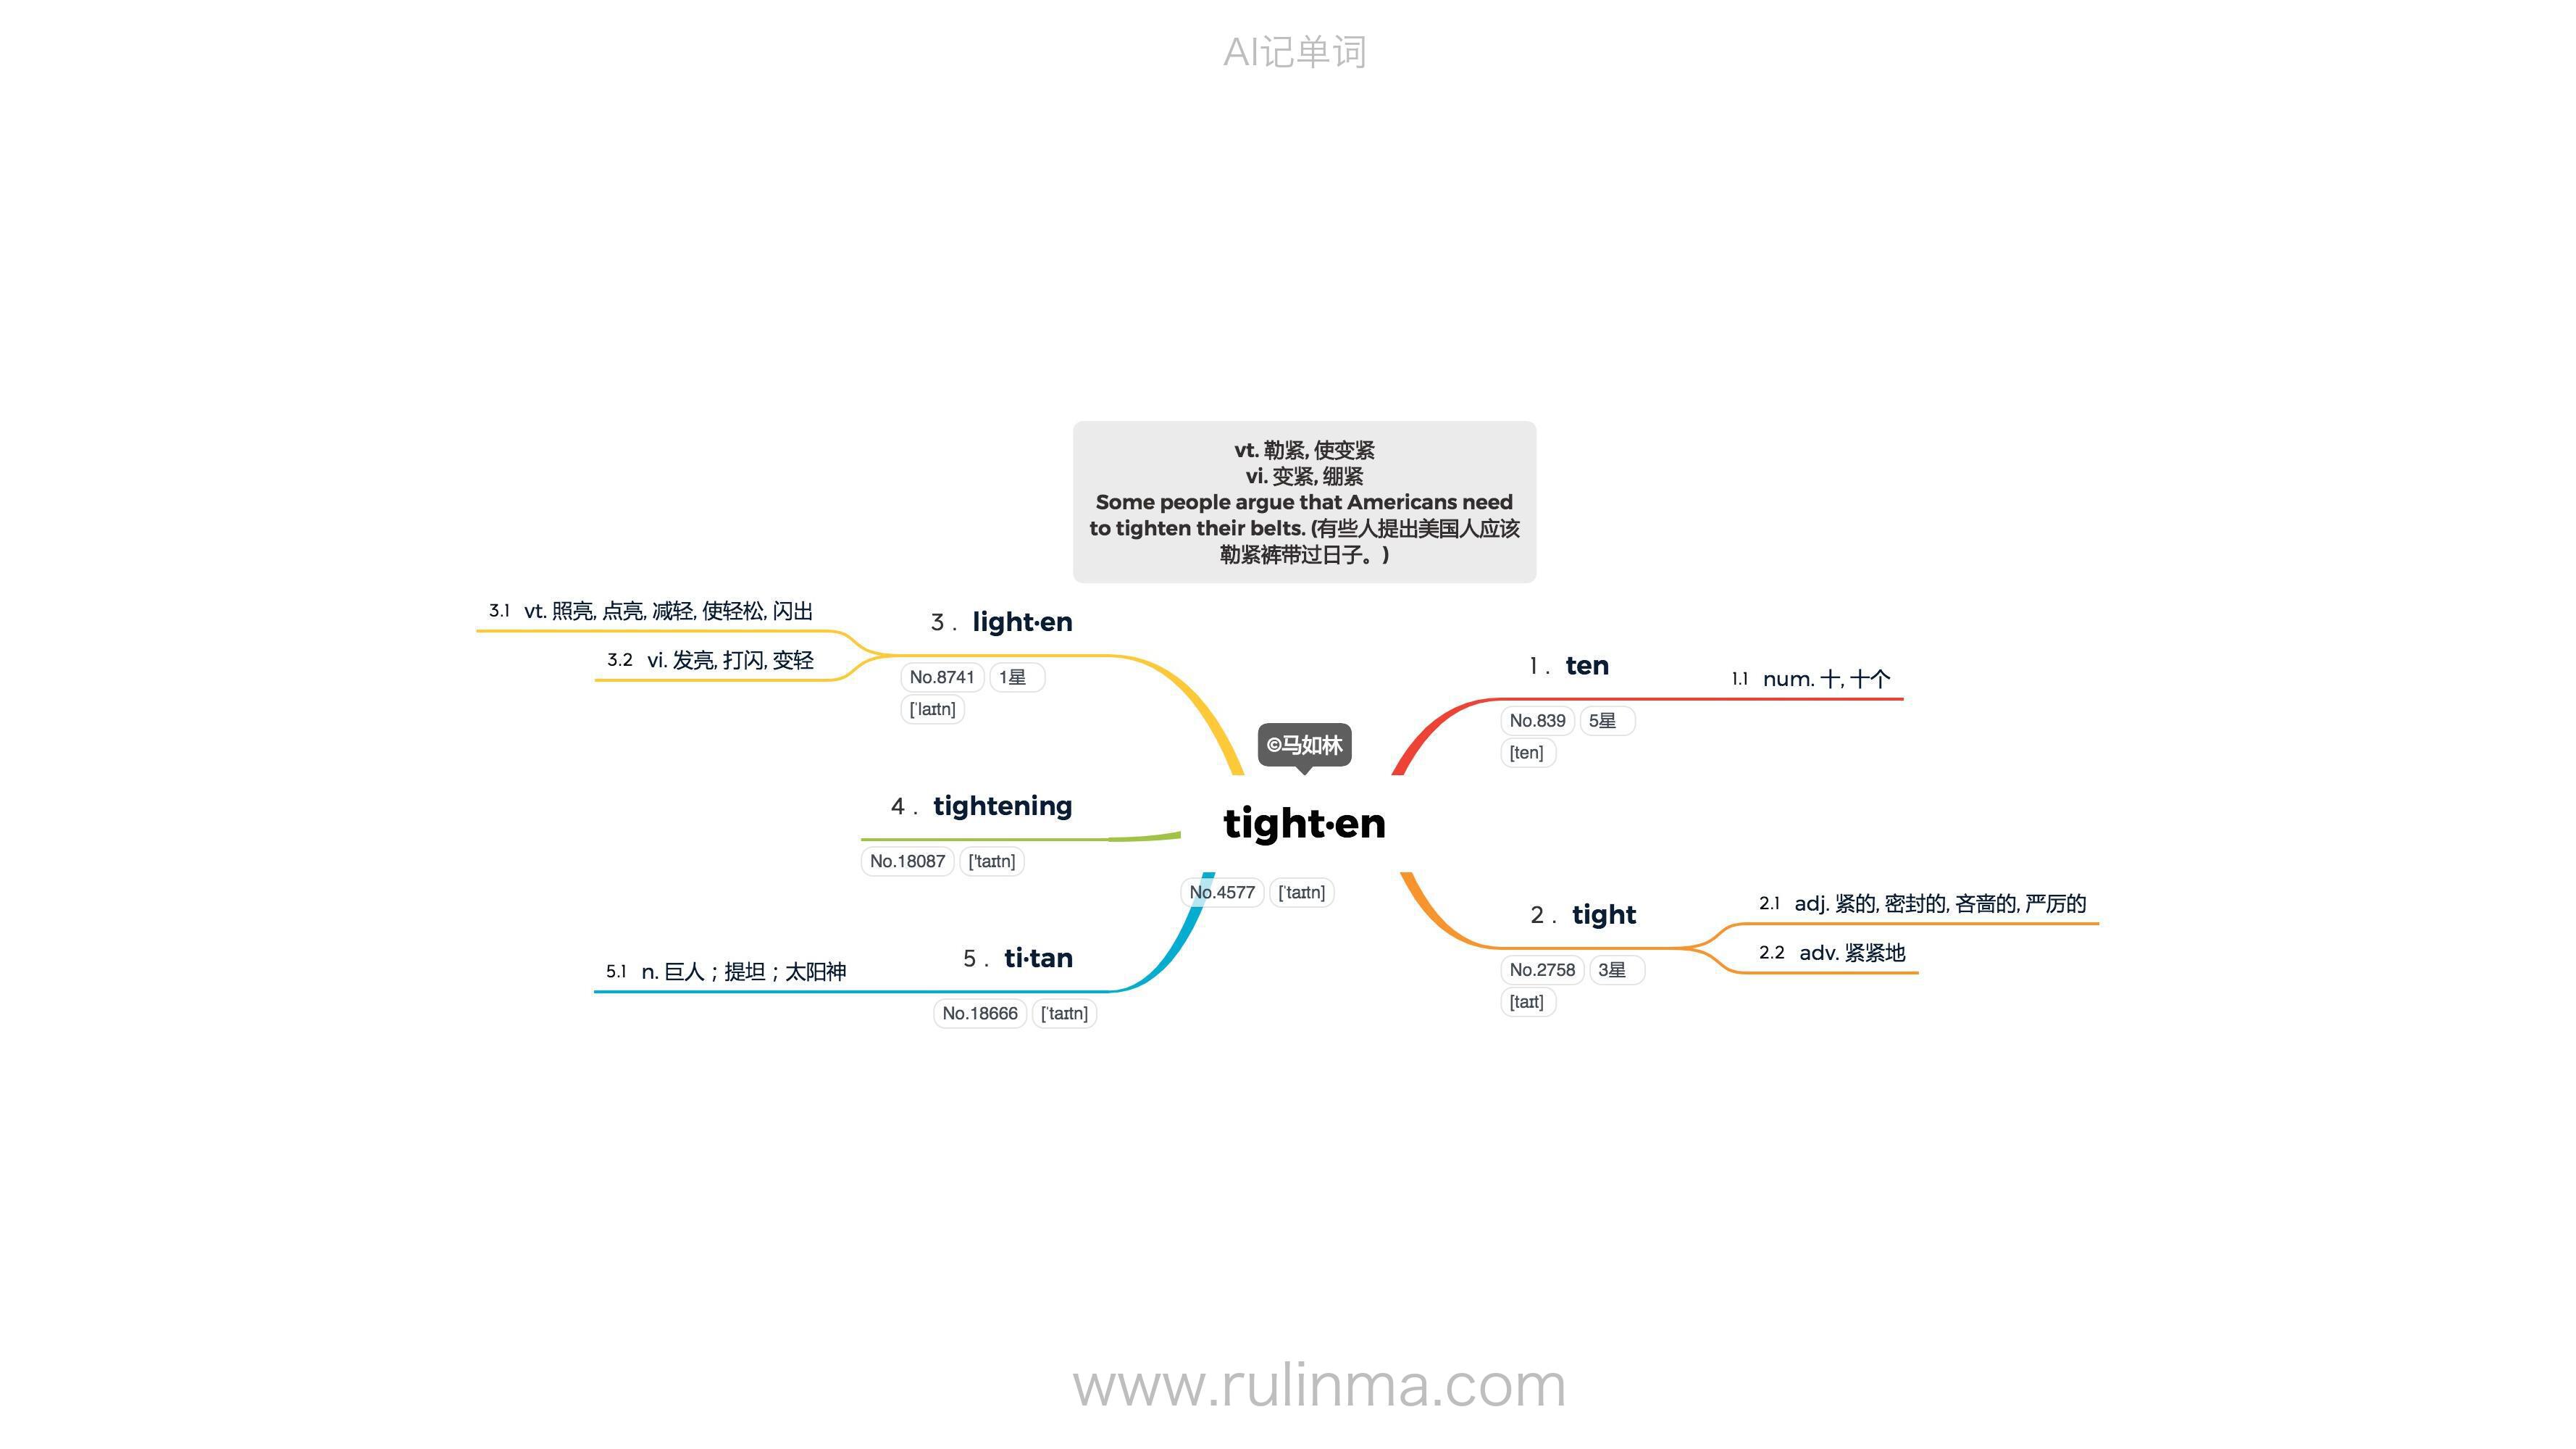 AI记单词
vt. 勒紧, 使变紧
vi. 变紧, 绷紧
Some people argue that Americans need
to tighten their belts. (有些人提出美国人应该
勒紧裤带过日子。)
©马如林
tight·en
No.4577 ['taɪtn]
1 . ten
No.839 5星
[ten]
1.1 num. 十, 十个
2 . tight
No.2758 3星
[taɪt]
2.1 adj. 紧的, 密封的, 吝啬的, 严厉的
2.2 adv. 紧紧地
3 . light·en
No.8741 1星
['laɪtn]
3.1 vt. 照亮, 点亮, 减轻, 使轻松, 闪出
3.2 vi. 发亮, 打闪, 变轻
4 . tightening
No.18087 ['taɪtn]
5 . ti·tan
No.18666 ['taɪtn]
5.1 n. 巨人；提坦；太阳神
www.rulinma.com